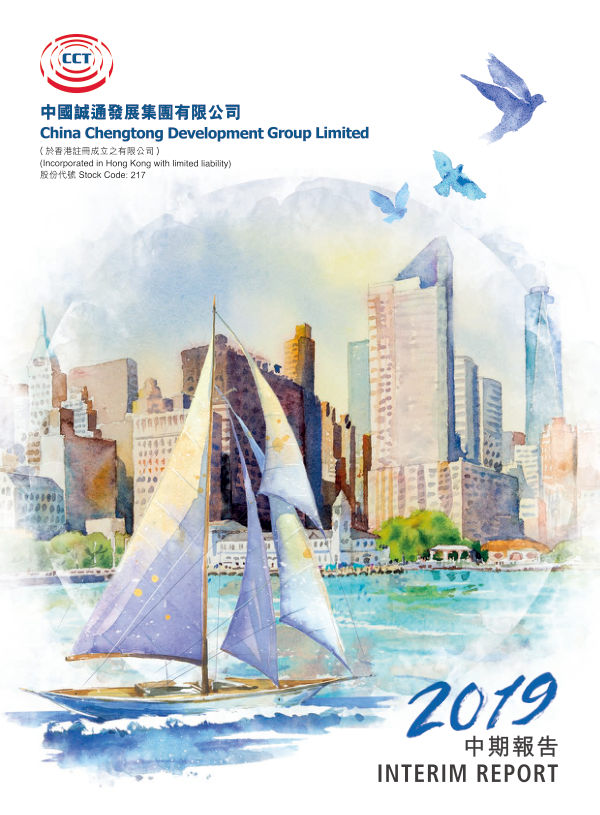 CCT
中國誠通發展集團有限公司
China Chengtong Development Group Limited
（於香港註冊成立之有限公司）
(Incorporated in Hong Kong with limited liability)
股份代號 Stock Code: 217
2019
中期報告
INTERIM REPORT